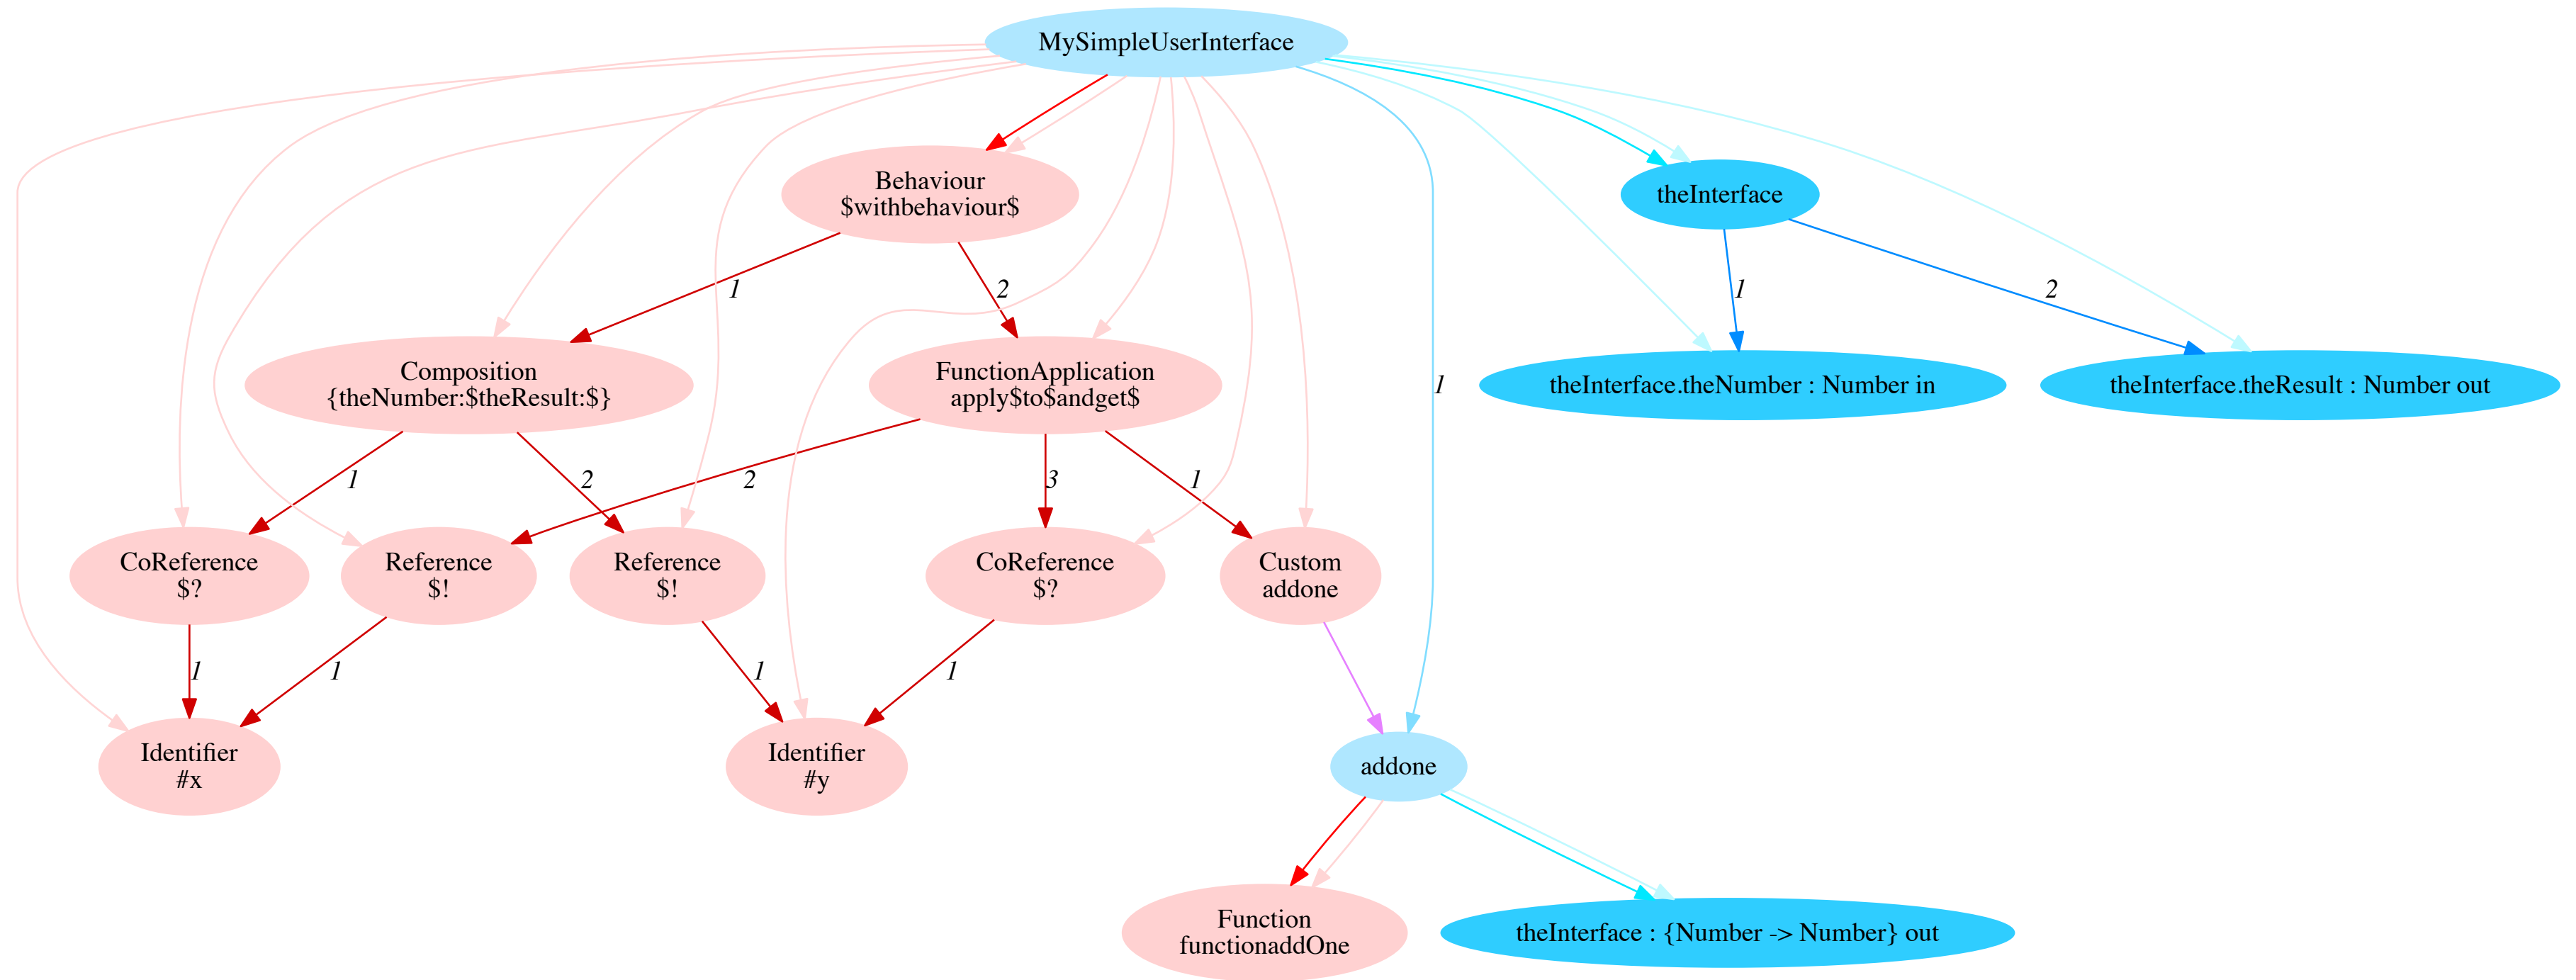 MySimpleUserInterface
Behaviour
$withbehaviour$
theInterface
1
2
1
2
Composition
{theNumber:$theResult:$}
FunctionApplication
apply$to$andget$
1
theInterface.theNumber : Number in
theInterface.theResult : Number out
1
2
2
3
1
CoReference
$?
Reference
$!
Reference
$!
CoReference
$?
Custom
addone
1
1
1
1
Identifier
#x
Identifier
#y
addone
Function
functionaddOne
theInterface : {Number -> Number} out